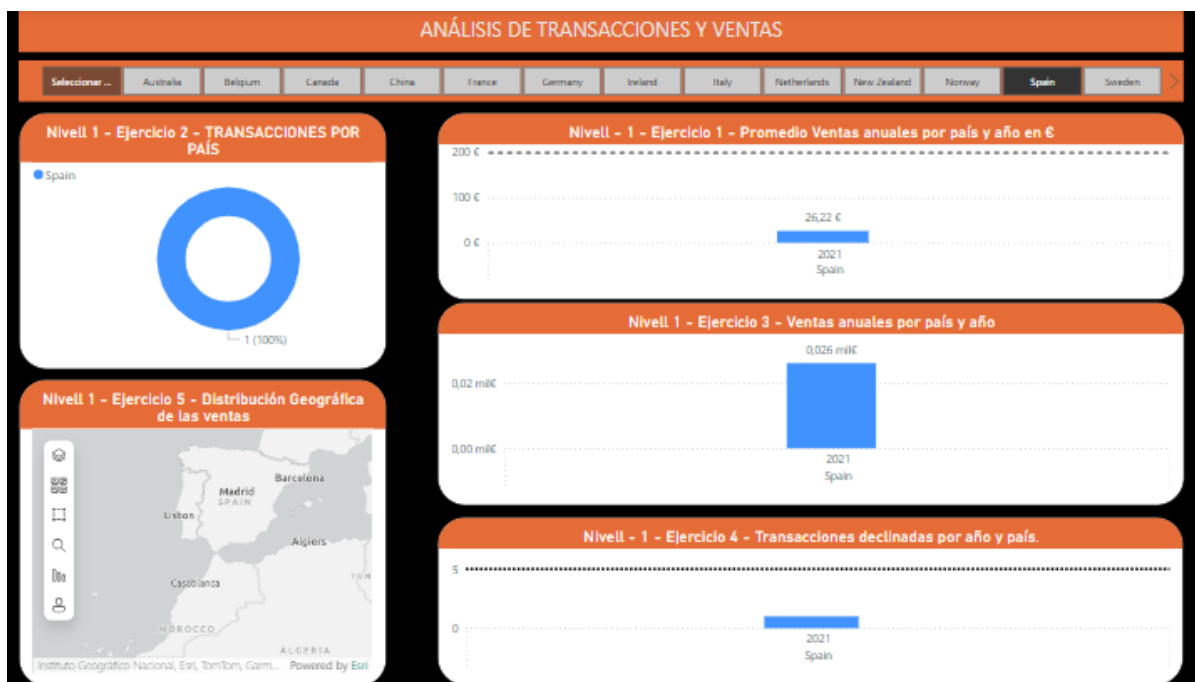 ANÁLISIS DE TRANSACCIONES Y VENTAS
Seleccionar ...
Australia
Belgium
Canada
China
France
Germany
Ireland
Italy
Netherlands
New Zealand
Norway
Spain
Sweden
Nivell 1 - Ejercicio 2 - TRANSACCIONES POR
PAÍS
Spain
1 (100%)
Nivell - 1 - Ejercicio 1 - Promedio Ventas anuales por país y año en €
200 €
100 €
0 €
26,22 €
2021
Spain
Nivell 1 - Ejercicio 3 - Ventas anuales por país y año
0,026 mil€
0,02 mil€
0,00 mil€
2021
Spain
Nivell 1 - Ejercicio 5 - Distribución Geográfica
de las ventas
Barcelona
Madrid
SPAIN
Lisbon
Algiers
Casablanca
TUN
MOROCCO
ALGERIA
Instituto Geográfico Nacional, Esri, TomTom, Garm...
Powered by Esri
Nivell - 1 - Ejercicio 4 - Transacciones declinadas por año y país.
5
0
2021
Spain